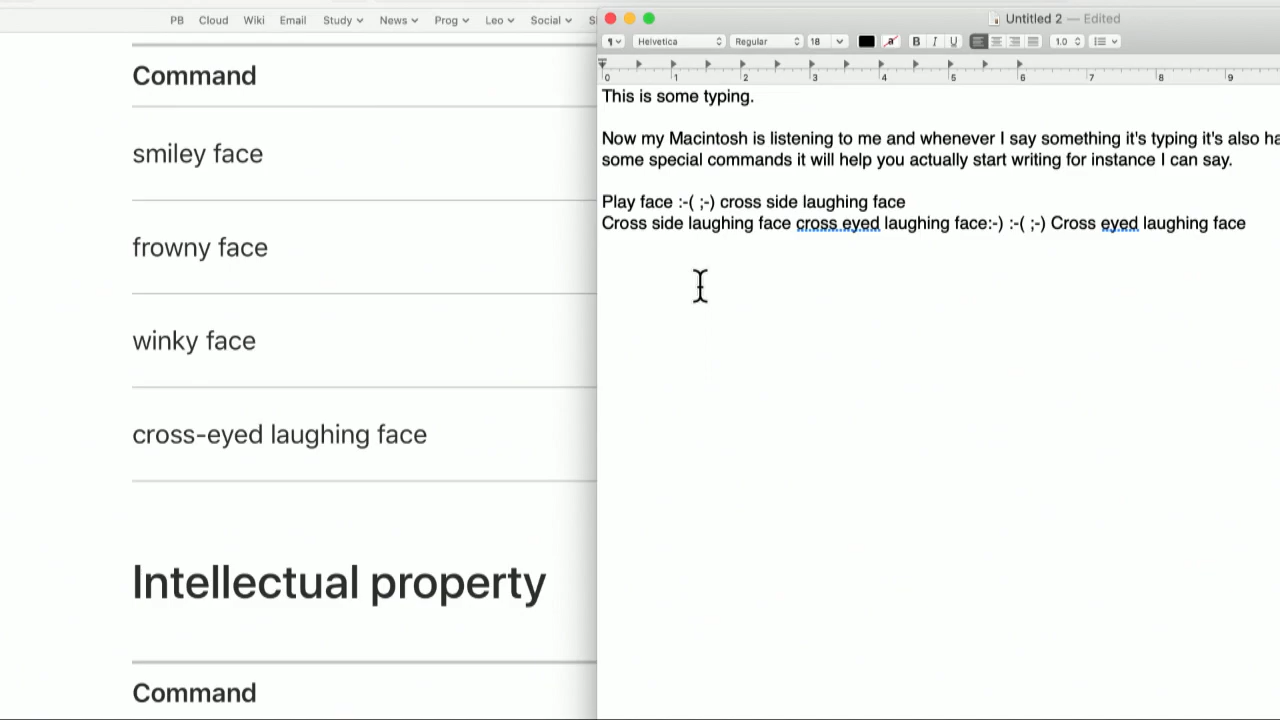 PB Cloud Wiki Email Study News Prog Leo Social
Command
smiley face
frowny face
winky face
cross-eyed laughing face
Intellectual property
Command
Untitled 2 — Edited
¶ Helvetica Regular 18 a B I U 1.0
0 1 2 3 4 5 6 7 8 9
This is some typing.
Now my Macintosh is listening to me and whenever I say something it's typing it's also ha
some special commands it will help you actually start writing for instance I can say.
Play face :-( ;-) cross side laughing face
Cross side laughing face cross eyed laughing face:-) :-( ;-) Cross eyed laughing face